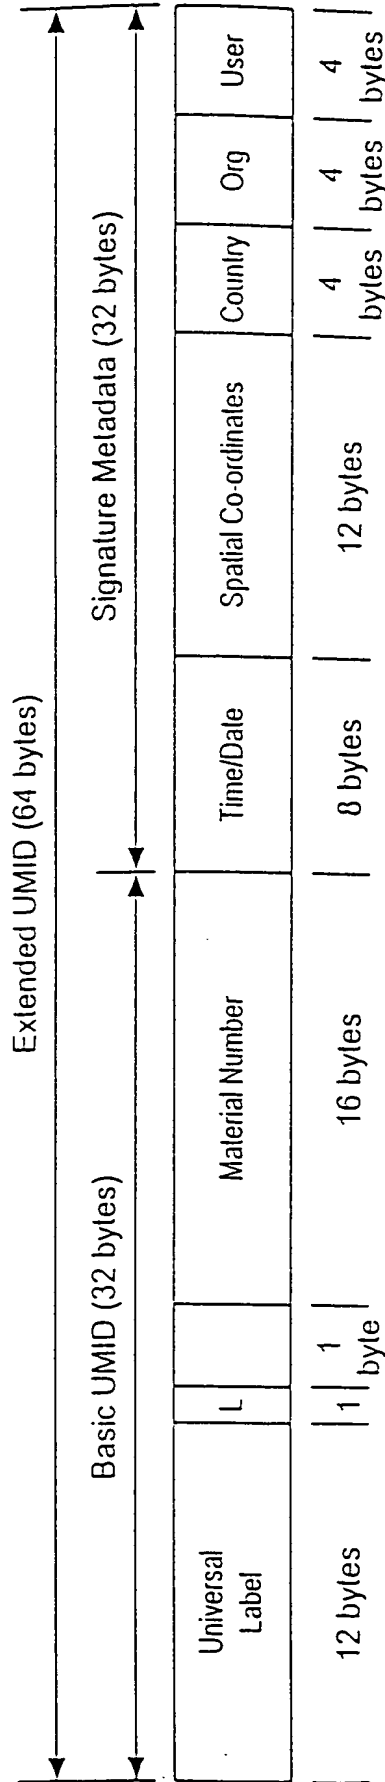 Extended UMID (64 bytes)
Basic UMID (32 bytes)
Signature Metadata (32 bytes)
Universal
Label
L
Material Number
Time/Date
Spatial Co-ordinates
Country
Org
User
12 bytes
1
1
byte
16 bytes
8 bytes
12 bytes
4
bytes
4
bytes
4
bytes